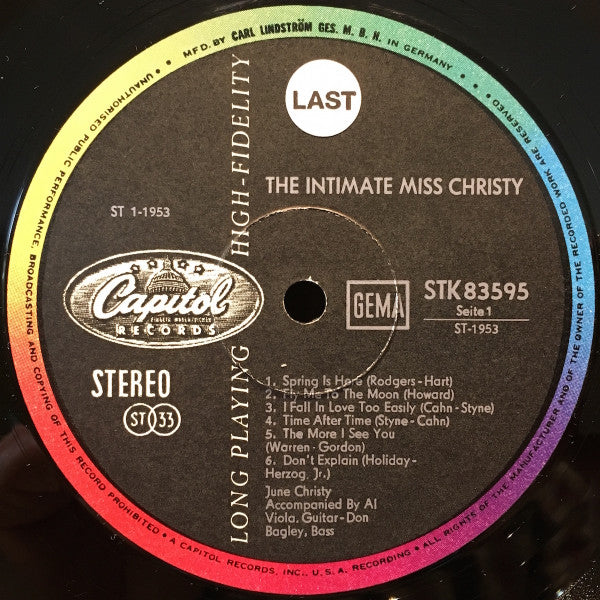 MFD. BY CARL LINDSTRÖM GES. M. B. H. IN GERMANY •
UNAUTHORISED PUBLIC PERFORMANCE, BROADCASTING AND COPYING OF THIS RECORD PROHIBITED •
A CAPITOL RECORDS, INC., U. S. A. RECORDING. •
ALL RIGHTS OF THE MANUFACTURER AND OF THE OWNER OF THE RECORDED WORK ARE RESERVED
LAST
THE INTIMATE MISS CHRISTY
ST 1-1953
LONG PLAYING HIGH-FIDELITY
Capitol
RECORDS
STEREO
ST 33
GEMA
STK 83595
Seite 1
ST-1953
1. Spring Is Here (Rodgers-Hart)
2. Fly Me To The Moon (Howard)
3. I Fall In Love Too Easily (Cahn-Styne)
4. Time After Time (Styne-Cahn)
5. The More I See You
(Warren-Gordon)
6. Don't Explain (Holiday-
Herzog, Jr.)
June Christy
Accompanied By Al
Viola, Guitar-Don
Bagley, Bass